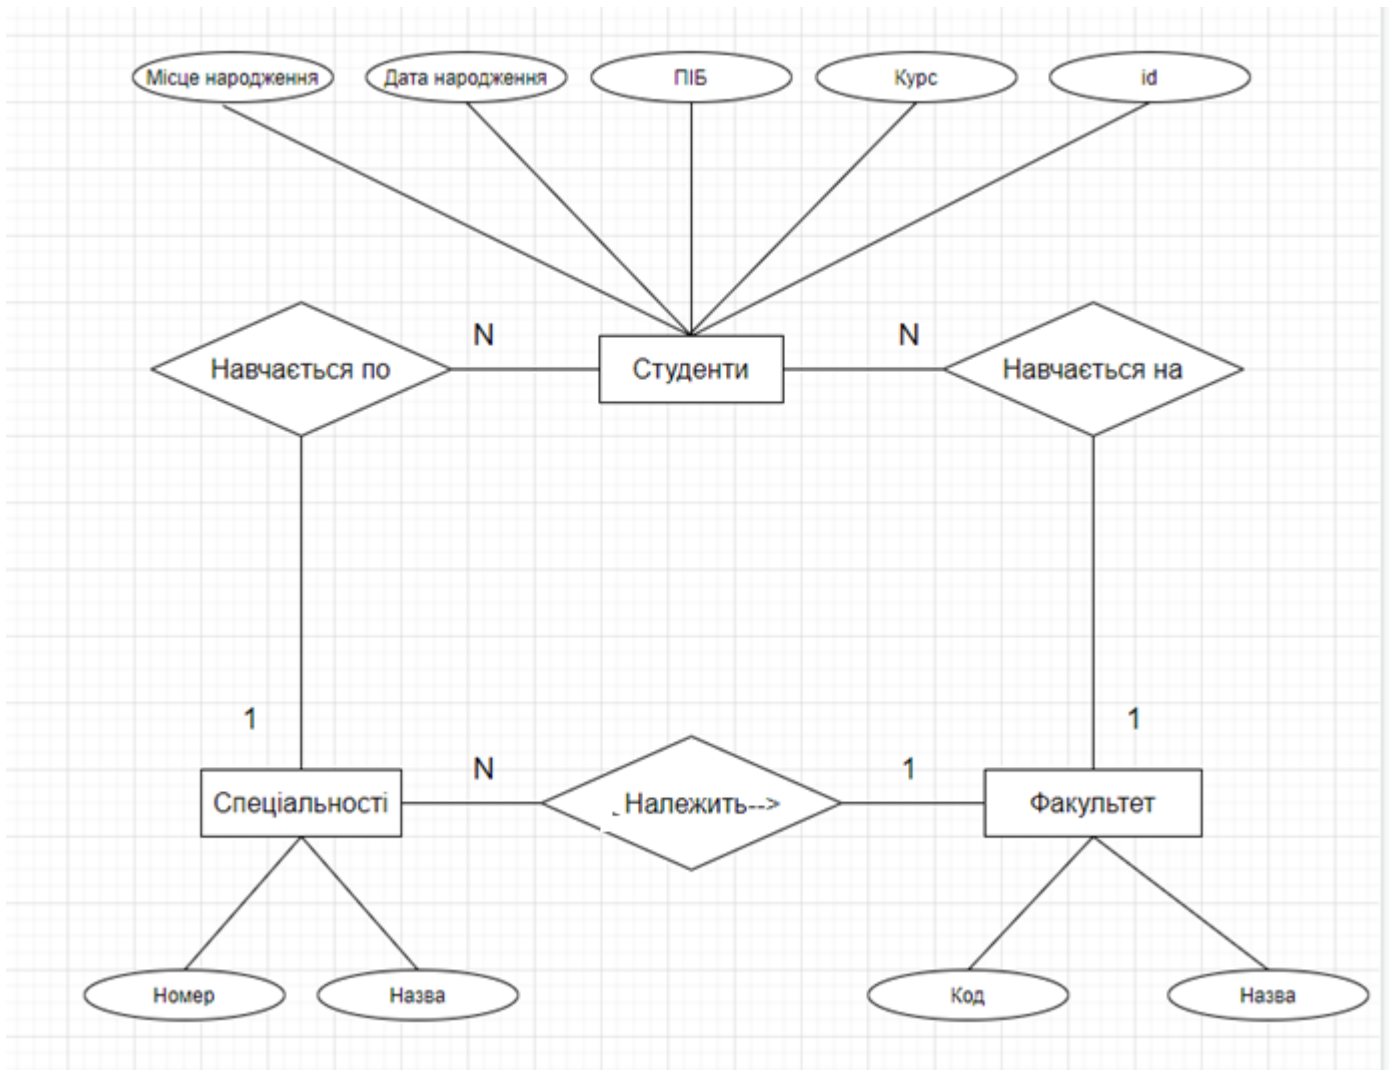 Місце народження
Дата народження
ПІБ
Курс
id
Навчається по
N
Студенти
N
Навчається на
1
1
Спеціальності
N
Належить-->
1
Факультет
Номер
Назва
Код
Назва